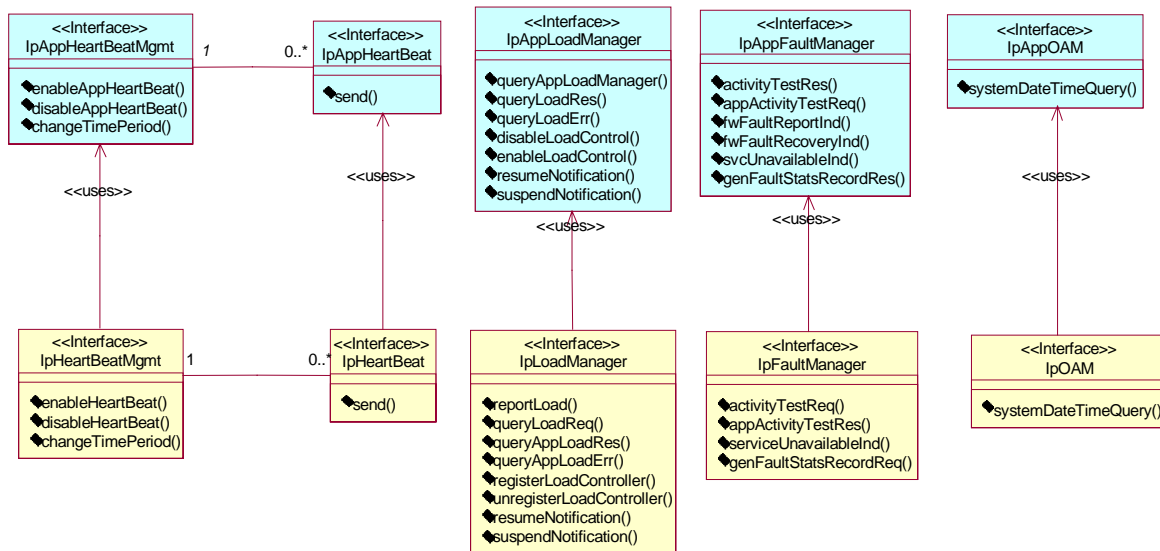 <<Interface>>
IpAppHeartBeatMgmt
enableAppHeartBeat()
disableAppHeartBeat()
changeTimePeriod()
1
0..*
<<Interface>>
IpAppHeartBeat
send()
<<Interface>>
IpAppLoadManager
queryAppLoadManager()
queryLoadRes()
queryLoadErr()
disableLoadControl()
enableLoadControl()
resumeNotification()
suspendNotification()
<<Interface>>
IpAppFaultManager
activityTestRes()
appActivityTestReq()
fwFaultReportInd()
fwFaultRecoveryInd()
svcUnavailableInd()
genFaultStatsRecordRes()
<<Interface>>
IpAppOAM
systemDateTimeQuery()
<<uses>>
<<uses>>
<<uses>>
<<uses>>
<<uses>>
<<Interface>>
IpHeartBeatMgmt
enableHeartBeat()
disableHeartBeat()
changeTimePeriod()
1
0..*
<<Interface>>
IpHeartBeat
send()
<<Interface>>
IpLoadManager
reportLoad()
queryLoadReq()
queryAppLoadRes()
queryAppLoadErr()
registerLoadController()
unregisterLoadController()
resumeNotification()
suspendNotification()
<<Interface>>
IpFaultManager
activityTestReq()
appActivityTestRes()
serviceUnavailableInd()
genFaultStatsRecordReq()
<<Interface>>
IpOAM
systemDateTimeQuery()